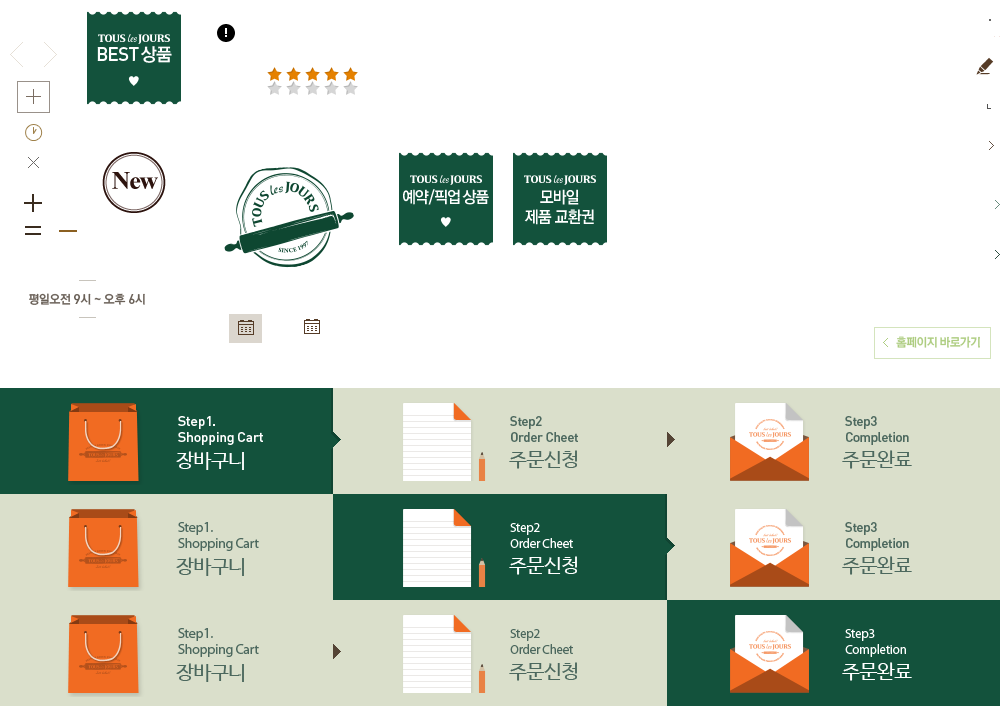 TOUS les JOURS
BEST 상품
New
TOUS les JOURS
SINCE 1997
TOUS les JOURS
예약/픽업 상품
TOUS les JOURS
모바일
제품 교환권
평일오전 9시 ~ 오후 6시
홈페이지 바로가기
Step1.
Shopping Cart
장바구니
Step2
Order Cheet
주문신청
TOUS les JOURS
Step3
Completion
주문완료
Step1.
Shopping Cart
장바구니
Step2
Order Cheet
주문신청
TOUS les JOURS
Step3
Completion
주문완료
Step1.
Shopping Cart
장바구니
Step2
Order Cheet
주문신청
TOUS les JOURS
Step3
Completion
주문완료